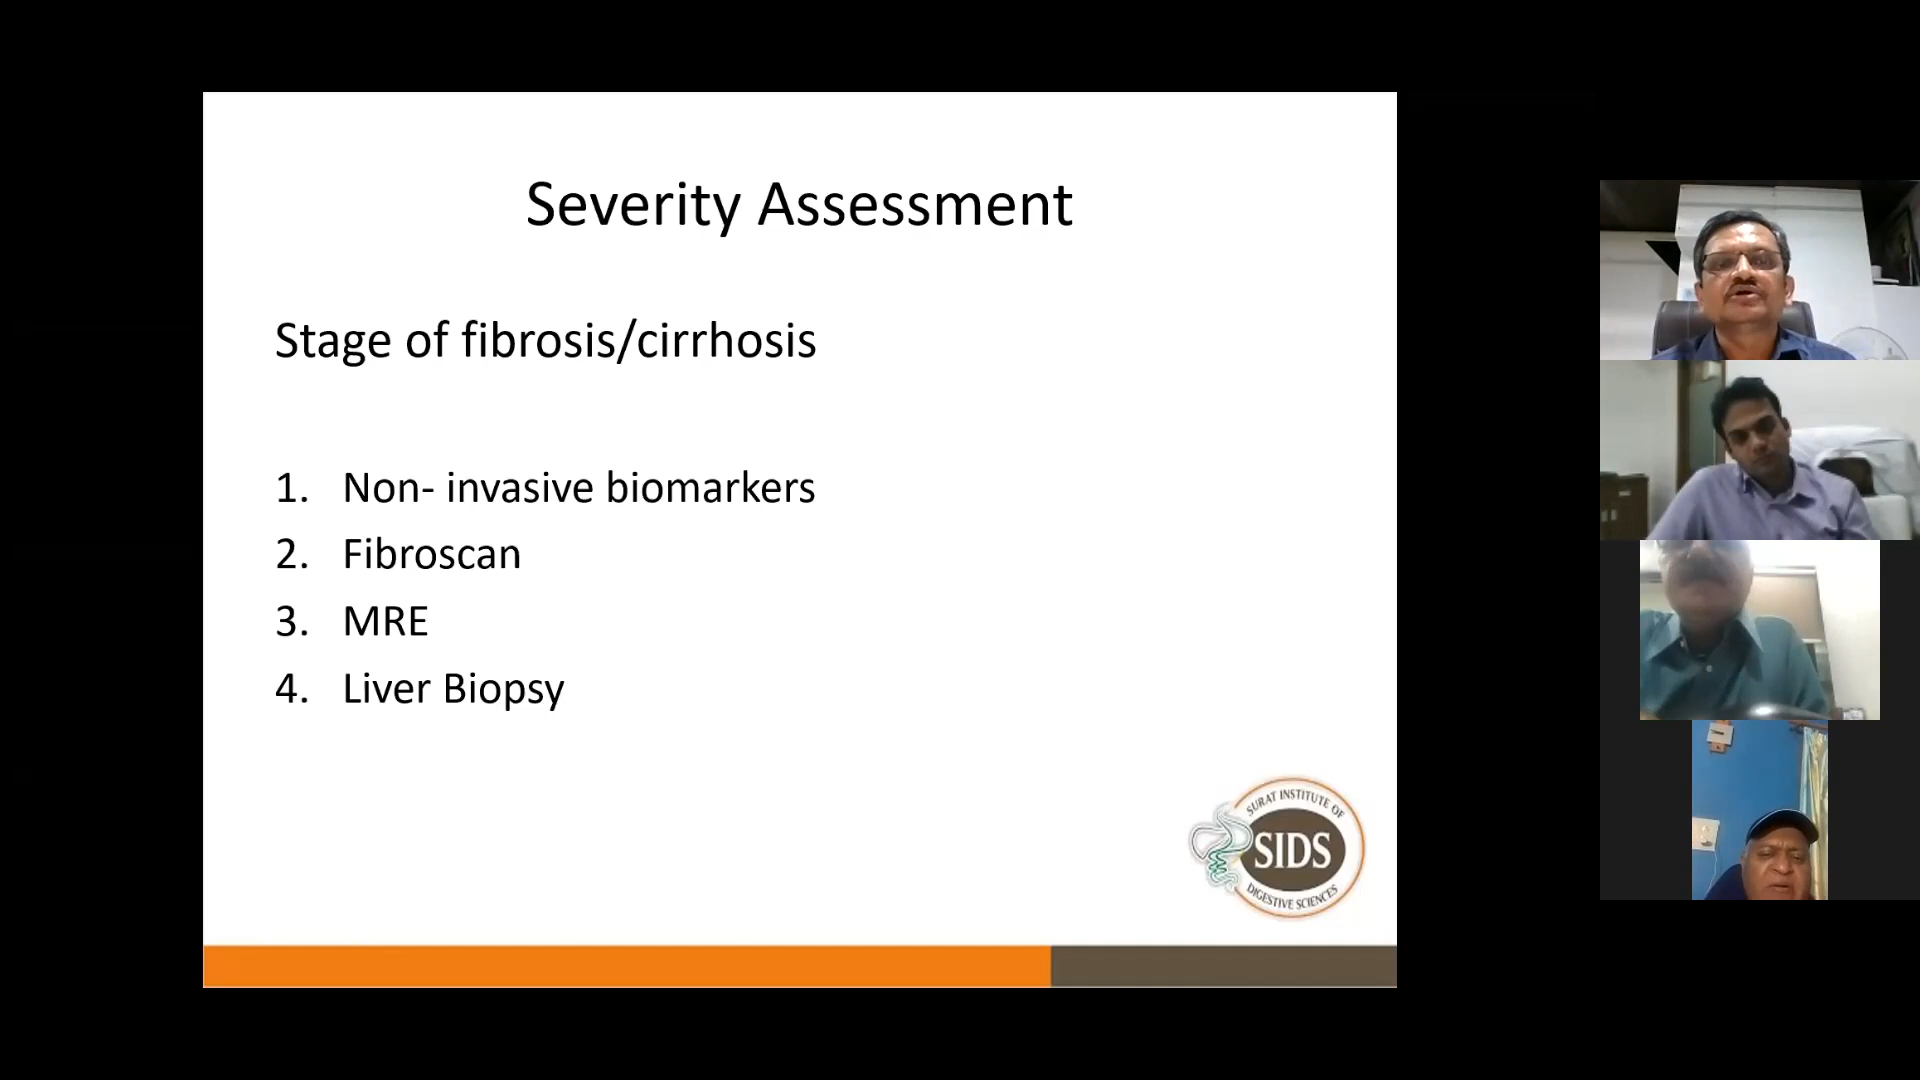 Severity Assessment
Stage of fibrosis/cirrhosis
1. Non- invasive biomarkers
2. Fibroscan
3. MRE
4. Liver Biopsy
SURAT INSTITUTE OF
SIDS
DIGESTIVE SCIENCES